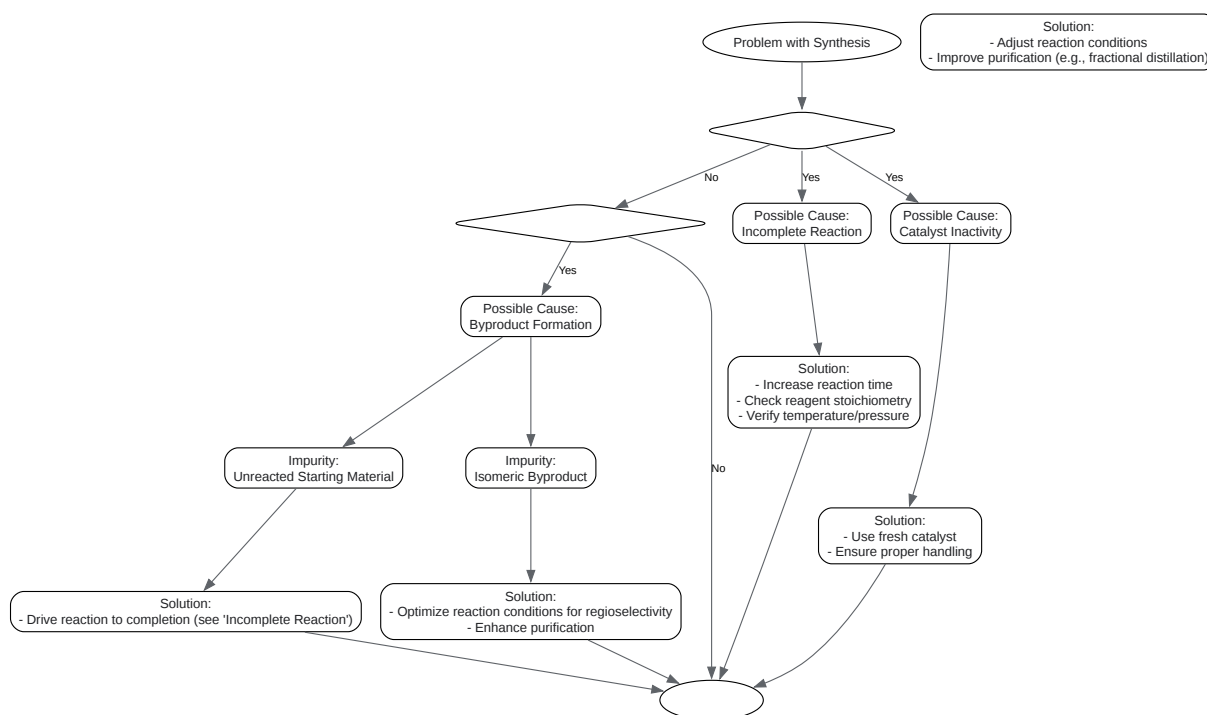 Problem with Synthesis
Solution:
- Adjust reaction conditions
- Improve purification (e.g., fractional distillation)
No
Yes
Yes
Possible Cause:
Incomplete Reaction
Possible Cause:
Catalyst Inactivity
Yes
Possible Cause:
Byproduct Formation
Solution:
- Increase reaction time
- Check reagent stoichiometry
- Verify temperature/pressure
Impurity:
Unreacted Starting Material
Impurity:
Isomeric Byproduct
No
Solution:
- Use fresh catalyst
- Ensure proper handling
Solution:
- Drive reaction to completion (see 'Incomplete Reaction')
Solution:
- Optimize reaction conditions for regioselectivity
- Enhance purification